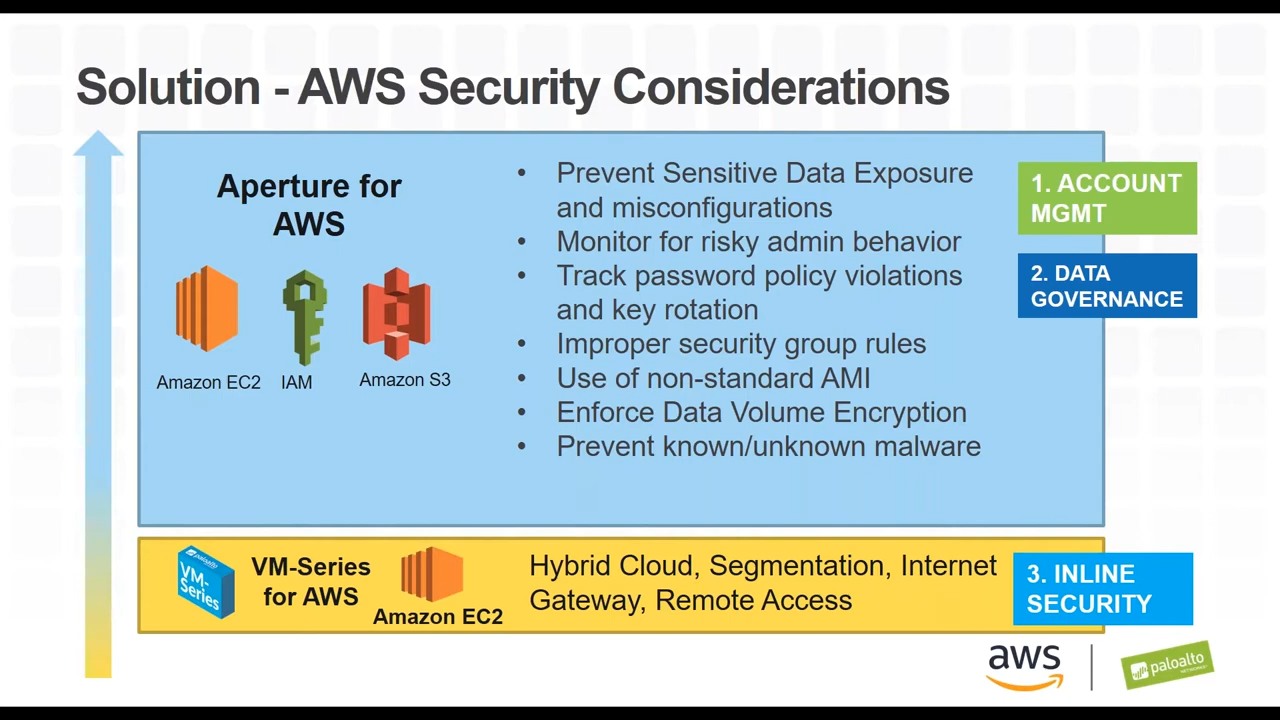 Solution - AWS Security Considerations
Aperture for
AWS
Amazon EC2
IAM
Amazon S3
• Prevent Sensitive Data Exposure
and misconfigurations
• Monitor for risky admin behavior
• Track password policy violations
and key rotation
• Improper security group rules
• Use of non-standard AMI
• Enforce Data Volume Encryption
• Prevent known/unknown malware
1. ACCOUNT
MGMT
2. DATA
GOVERNANCE
paloalto
VM-
Series
VM-Series
for AWS
Amazon EC2
Hybrid Cloud, Segmentation, Internet
Gateway, Remote Access
3. INLINE
SECURITY
aws
paloalto